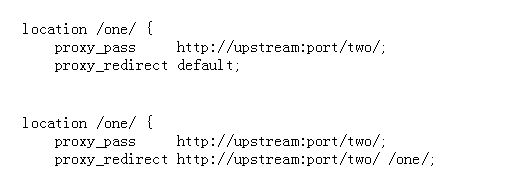 location /one/ {
    proxy_pass     http://upstream:port/two/;
    proxy_redirect default;
location /one/ {
    proxy_pass     http://upstream:port/two/;
    proxy_redirect http://upstream:port/two/ /one/;